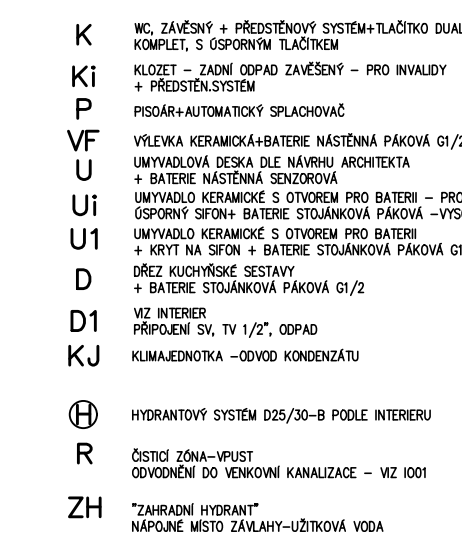 K WC, ZÁVĚSNÝ + PŘEDSTĚNOVÝ SYSTÉM+TLAČÍTKO DUAL
KOMPLET, S ÚSPORNÝM TLAČÍTKEM
Ki KLOZET – ZADNÍ ODPAD ZAVĚŠENÝ – PRO INVALIDY
+ PŘEDSTĚN.SYSTÉM
P PISOÁR+AUTOMATICKÝ SPLACHOVAČ
VF VÝLEVKA KERAMICKÁ+BATERIE NÁSTĚNNÁ PÁKOVÁ G1/2
U UMYVADLOVÁ DESKA DLE NÁVRHU ARCHITEKTA
+ BATERIE NÁSTĚNNÁ SENZOROVÁ
Ui UMYVADLO KERAMICKÉ S OTVOREM PRO BATERII – PRO
ÚSPORNÝ SIFON+ BATERIE STOJÁNKOVÁ PÁKOVÁ –VYS
U1 UMYVADLO KERAMICKÉ S OTVOREM PRO BATERII
+ KRYT NA SIFON + BATERIE STOJÁNKOVÁ PÁKOVÁ G1
D DŘEZ KUCHYŇSKÉ SESTAVY
+ BATERIE STOJÁNKOVÁ PÁKOVÁ G1/2
D1 VIZ INTERIER
PŘIPOJENÍ SV, TV 1/2", ODPAD
KJ KLIMAJEDNOTKA –ODVOD KONDENZÁTU
H HYDRANTOVÝ SYSTÉM D25/30–B PODLE INTERIERU
R ČISTICÍ ZÓNA–VPUST
ODVODNĚNÍ DO VENKOVNÍ KANALIZACE – VIZ IO01
ZH "ZAHRADNÍ HYDRANT"
NÁPOJNÉ MÍSTO ZÁVLAHY–UŽITKOVÁ VODA